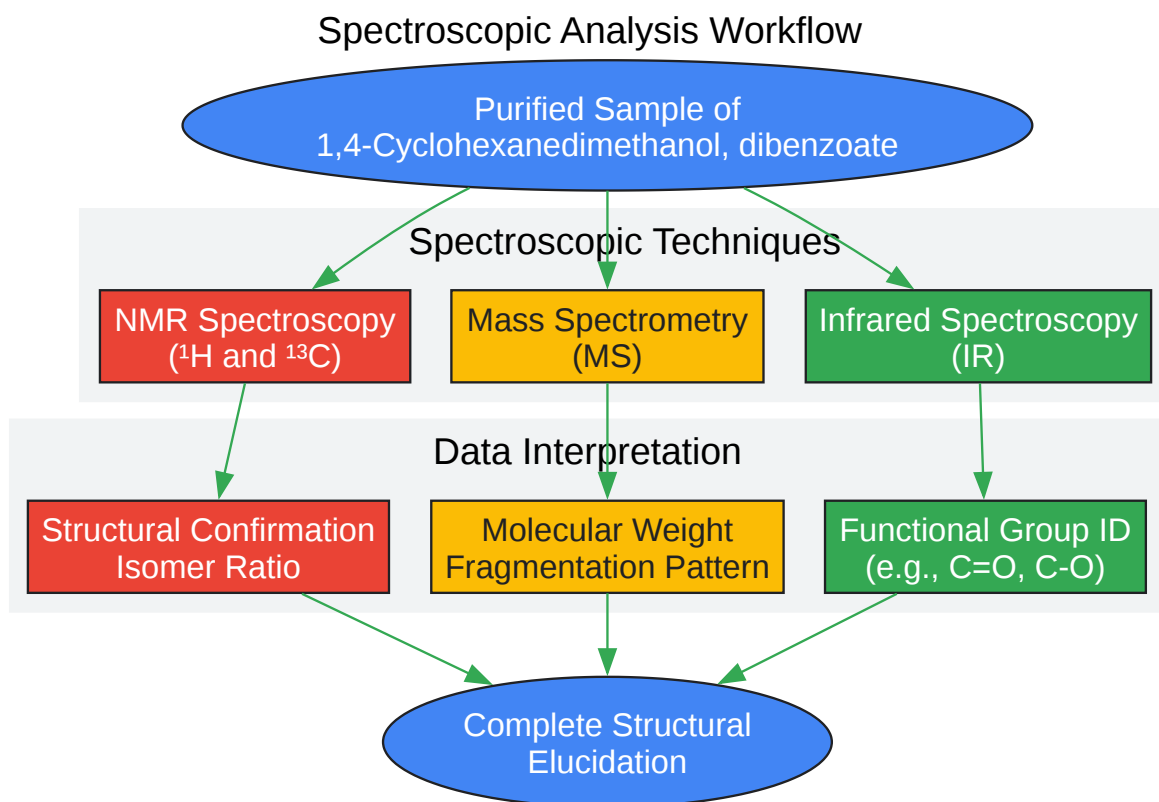 Spectroscopic Analysis Workflow
Purified Sample of
1,4-Cyclohexanedimethanol, dibenzoate
Spectroscopic Techniques
NMR Spectroscopy
(¹H and ¹³C)
Mass Spectrometry
(MS)
Infrared Spectroscopy
(IR)
Data Interpretation
Structural Confirmation
Isomer Ratio
Molecular Weight
Fragmentation Pattern
Functional Group ID
(e.g., C=O, C-O)
Complete Structural
Elucidation